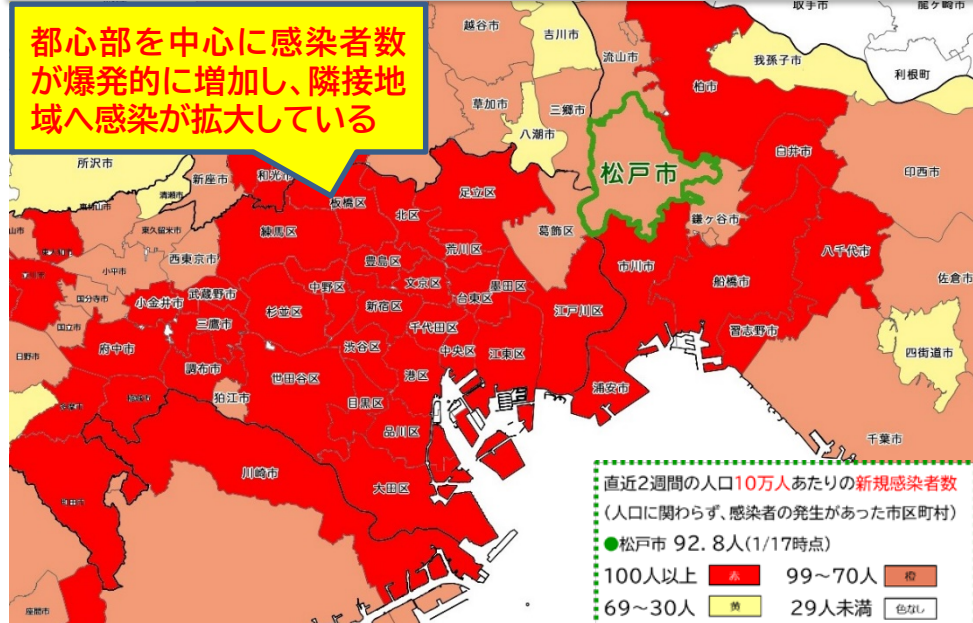 都心部を中心に感染者数
が爆発的に増加し、隣接地
域へ感染が拡大している
越谷市
吉川市
取手市
龍ヶ崎市
流山市
我孫子市
利根町
柏市
草加市
三郷市
八潮市
所沢市
新座市
和光市
清瀬市
板橋区
足立区
松戸市
白井市
印西市
東久留米市
練馬区
北区
葛飾区
鎌ヶ谷市
西東京市
荒川区
八千代市
小平市
豊島区
市川市
船橋市
佐倉市
国分寺市
小金井市
武蔵野市
中野区
文京区
墨田区
台東区
杉並区
新宿区
江戸川区
国立市
三鷹市
千代田区
習志野市
日野市
府中市
渋谷区
中央区
江東区
四街道市
調布市
世田谷区
港区
浦安市
狛江市
目黒区
品川区
千葉市
川崎市
大田区
座間市
直近2週間の人口10万人あたりの新規感染者数
(人口に関わらず、感染者の発生があった市区町村)
●松戸市 92.8人(1/17時点)
100人以上 赤 99~70人 橙
69~30人 黄 29人未満 色なし